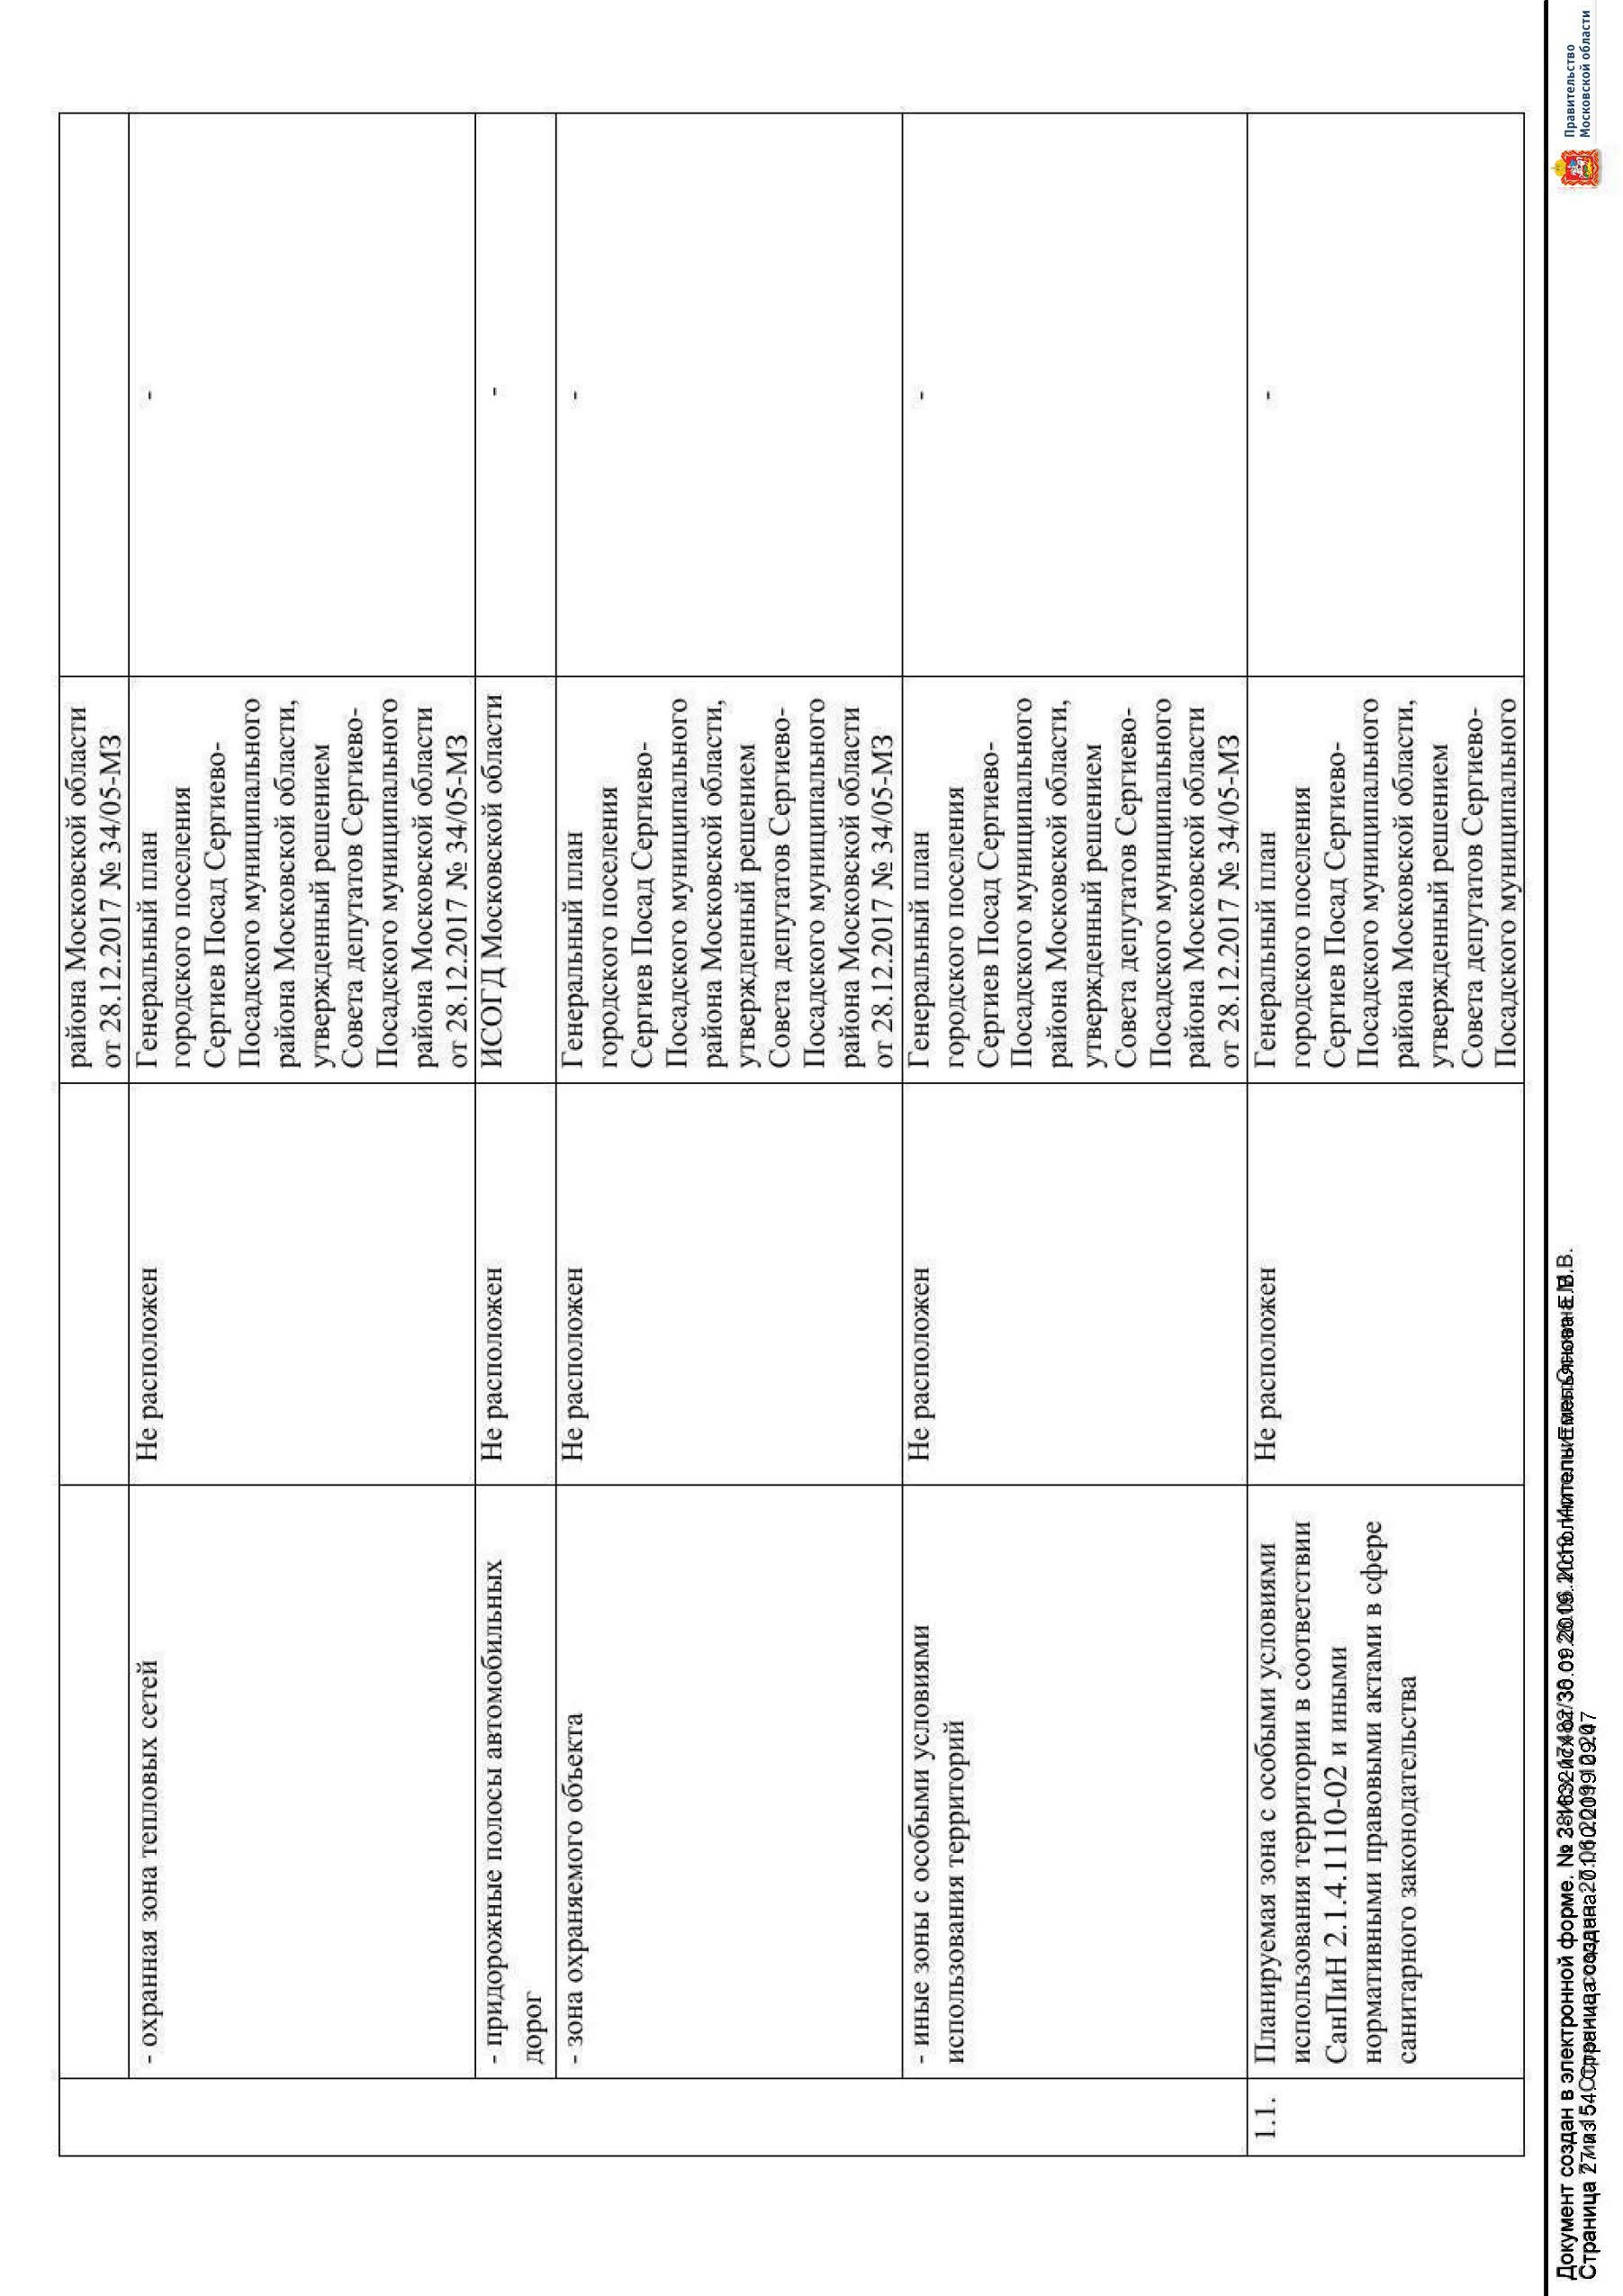 района Московской области
от 28.12.2017 № 34/05-МЗ
- охранная зона тепловых сетей
Не расположен
Генеральный план
городского поселения
Сергиев Посад Сергиево-
Посадского муниципального
района Московской области,
утвержденный решением
Совета депутатов Сергиево-
Посадского муниципального
района Московской области
от 28.12.2017 № 34/05-МЗ
-
- придорожные полосы автомобильных
дорог
Не расположен
ИСОГД Московской области
-
- зона охраняемого объекта
Не расположен
Генеральный план
городского поселения
Сергиев Посад Сергиево-
Посадского муниципального
района Московской области,
утвержденный решением
Совета депутатов Сергиево-
Посадского муниципального
района Московской области
от 28.12.2017 № 34/05-МЗ
-
- иные зоны с особыми условиями
использования территорий
Не расположен
Генеральный план
городского поселения
Сергиев Посад Сергиево-
Посадского муниципального
района Московской области,
утвержденный решением
Совета депутатов Сергиево-
Посадского муниципального
района Московской области
от 28.12.2017 № 34/05-МЗ
-
1.1.
Планируемая зона с особыми условиями
использования территории в соответствии
СанПиН 2.1.4.1110-02 и иными
нормативными правовыми актами в сфере
санитарного законодательства
Не расположен
Генеральный план
городского поселения
Сергиев Посад Сергиево-
Посадского муниципального
района Московской области,
утвержденный решением
Совета депутатов Сергиево-
Посадского муниципального
-
Документ создан в электронной форме. №
Страница
Правительство
Московской области